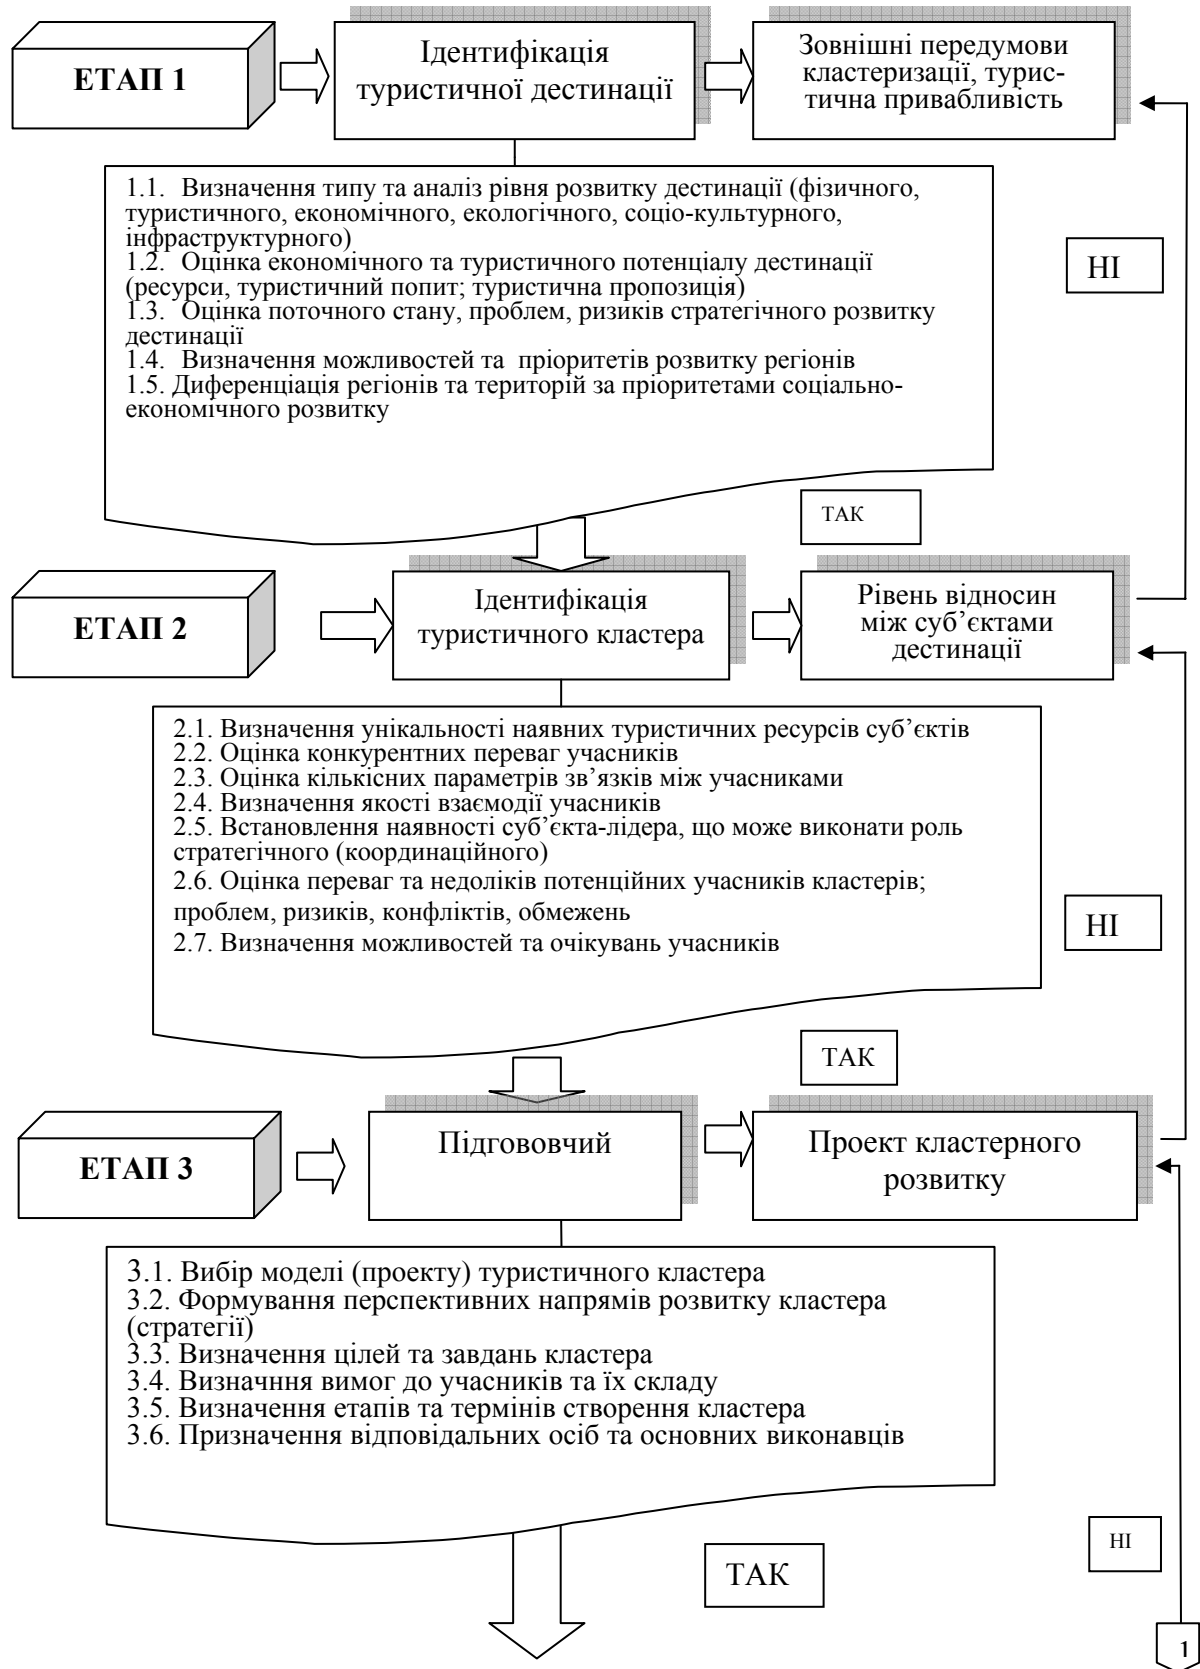 ЕТАП 1
Ідентифікація
туристичної дестинації
Зовнішні передумови
кластеризації, турис-
тична привабливість
1.1. Визначення типу та аналіз рівня розвитку дестинації (фізичного,
туристичного, економічного, екологічного, соціо-культурного,
інфраструктурного)
1.2. Оцінка економічного та туристичного потенціалу дестинації
(ресурси, туристичний попит; туристична пропозиція)
1.3. Оцінка поточного стану, проблем, ризиків стратегічного розвитку
дестинації
1.4. Визначення можливостей та пріоритетів розвитку регіонів
1.5. Диференціація регіонів та територій за пріоритетами соціально-
економічного розвитку
НІ
ТАК
ЕТАП 2
Ідентифікація
туристичного кластера
Рівень відносин
між суб’єктами
дестинації
2.1. Визначення унікальності наявних туристичних ресурсів суб’єктів
2.2. Оцінка конкурентних переваг учасників
2.3. Оцінка кількісних параметрів зв’язків між учасниками
2.4. Визначення якості взаємодії учасників
2.5. Встановлення наявності суб’єкта-лідера, що може виконати роль
стратегічного (координаційного)
2.6. Оцінка переваг та недоліків потенційних учасників кластерів;
проблем, ризиків, конфліктів, обмежень
2.7. Визначення можливостей та очікувань учасників
НІ
ТАК
ЕТАП 3
Підгововчий
Проект кластерного
розвитку
3.1. Вибір моделі (проекту) туристичного кластера
3.2. Формування перспективних напрямів розвитку кластера
(стратегії)
3.3. Визначення цілей та завдань кластера
3.4. Визначння вимог до учасників та їх складу
3.5. Визначення етапів та термінів створення кластера
3.6. Призначення відповідальних осіб та основних виконавців
НІ
ТАК
1